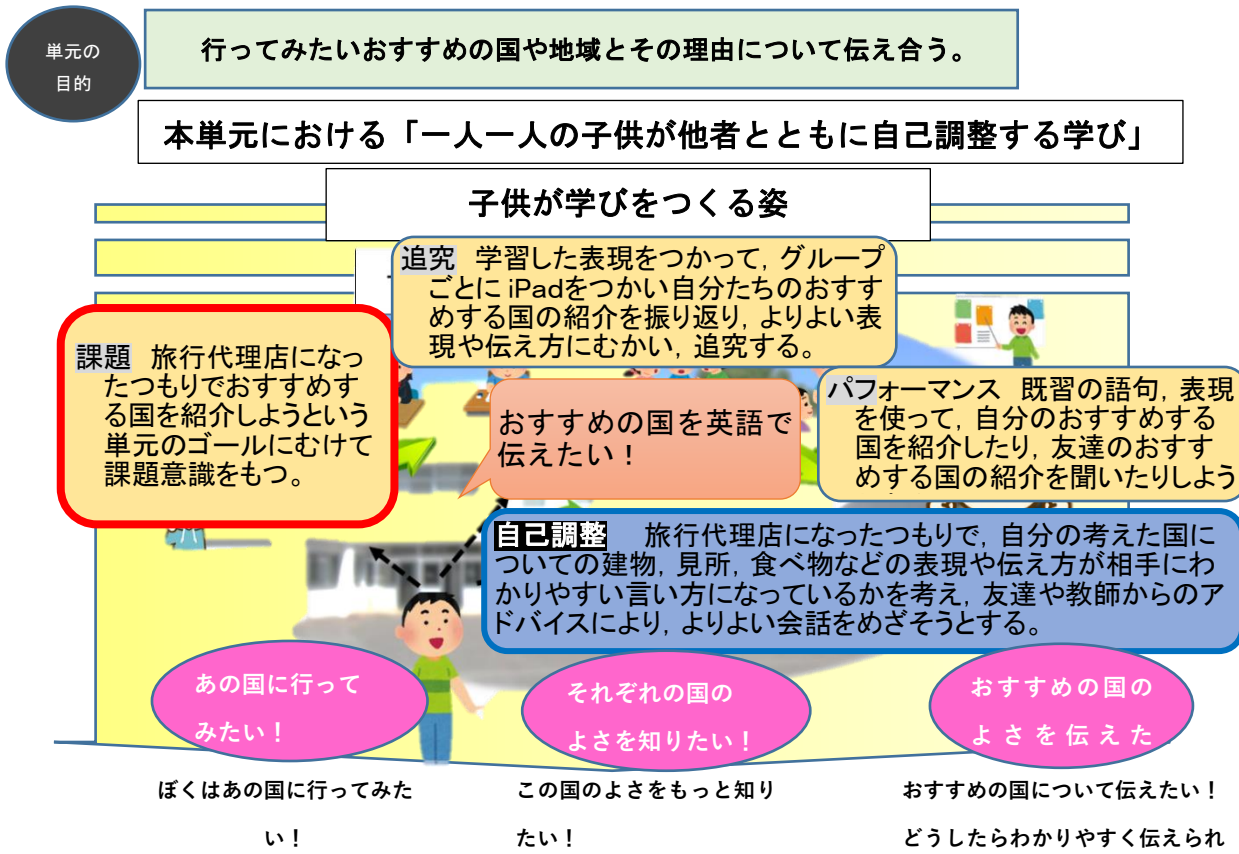 単元の
目的
行ってみたいおすすめの国や地域とその理由について伝え合う。
本単元における「一人一人の子供が他者とともに自己調整する学び」
子供が学びをつくる姿
追究　学習した表現をつかって，グループ
ごとに iPadをつかい自分たちのおすす
めする国の紹介を振り返り，よりよい表
現や伝え方にむかい，追究する。
課題　旅行代理店になっ
たつもりでおすすめす
る国を紹介しようという
単元のゴールにむけて
課題意識をもつ。
おすすめの国を英語で
伝えたい！
パフォーマンス　既習の語句，表現
を使って，自分のおすすめする
国を紹介したり，友達のおすす
めする国の紹介を聞いたりしよう
自己調整　旅行代理店になったつもりで，自分の考えた国に
ついての建物，見所，食べ物などの表現や伝え方が相手にわ
かりやすい言い方になっているかを考え，友達や教師からのア
ドバイスにより，よりよい会話をめざそうとする。
あの国に行って
みたい！
それぞれの国の
よさを知りたい！
おすすめの国の
よさを伝えた
ぼくはあの国に行ってみた
い！
この国のよさをもっと知り
たい！
おすすめの国について伝えたい！
どうしたらわかりやすく伝えられ